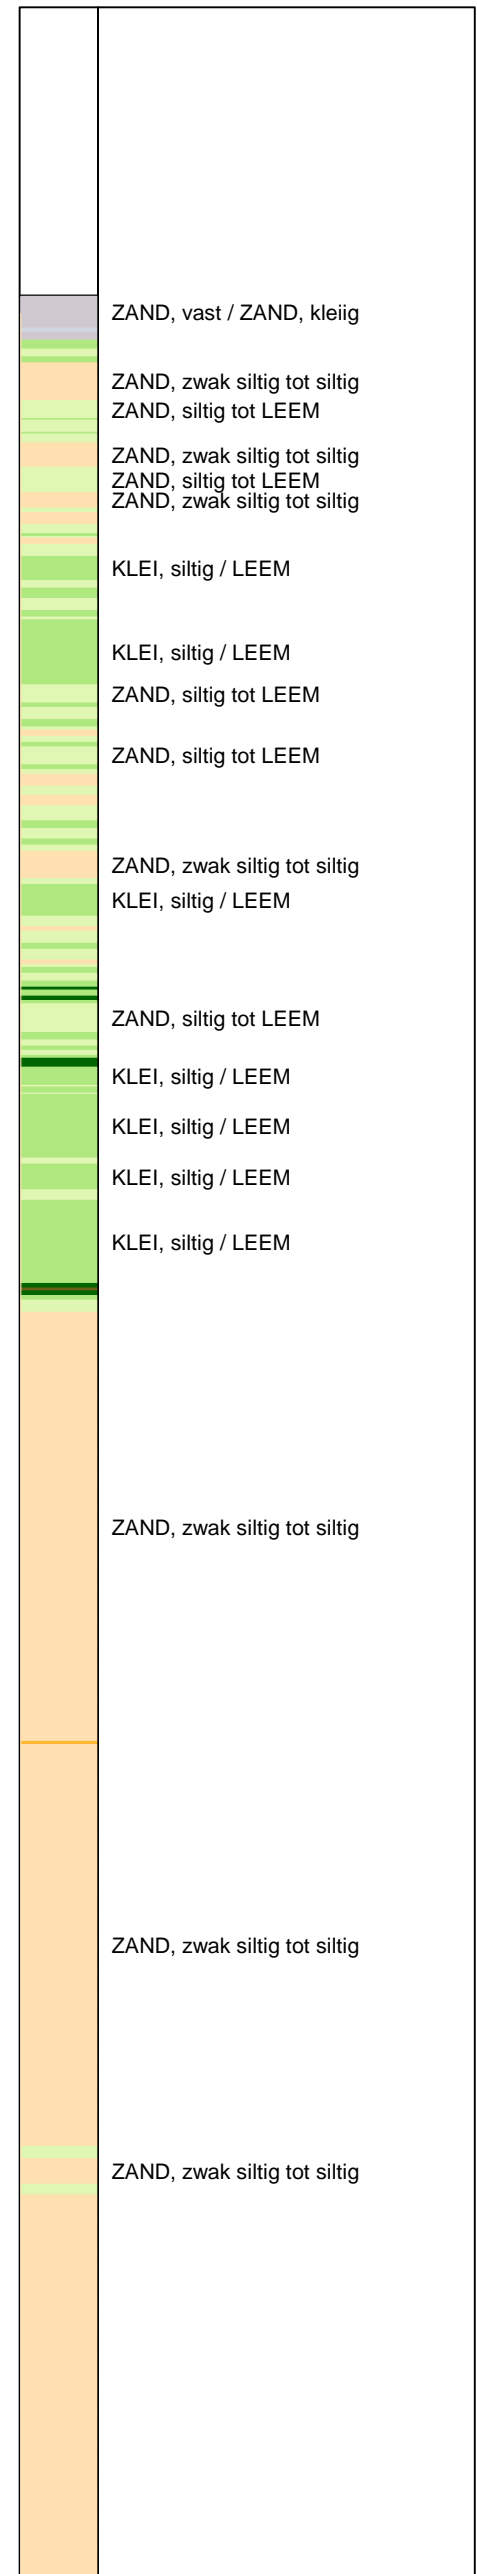 ZAND, vast / ZAND, kleiig
ZAND, zwak siltig tot siltig
ZAND, siltig tot LEEM
ZAND, zwak siltig tot siltig
ZAND, siltig tot LEEM
ZAND, zwak siltig tot siltig
KLEI, siltig / LEEM
KLEI, siltig / LEEM
ZAND, siltig tot LEEM
ZAND, siltig tot LEEM
ZAND, zwak siltig tot siltig
KLEI, siltig / LEEM
ZAND, siltig tot LEEM
KLEI, siltig / LEEM
KLEI, siltig / LEEM
KLEI, siltig / LEEM
KLEI, siltig / LEEM
ZAND, zwak siltig tot siltig
ZAND, zwak siltig tot siltig
ZAND, zwak siltig tot siltig